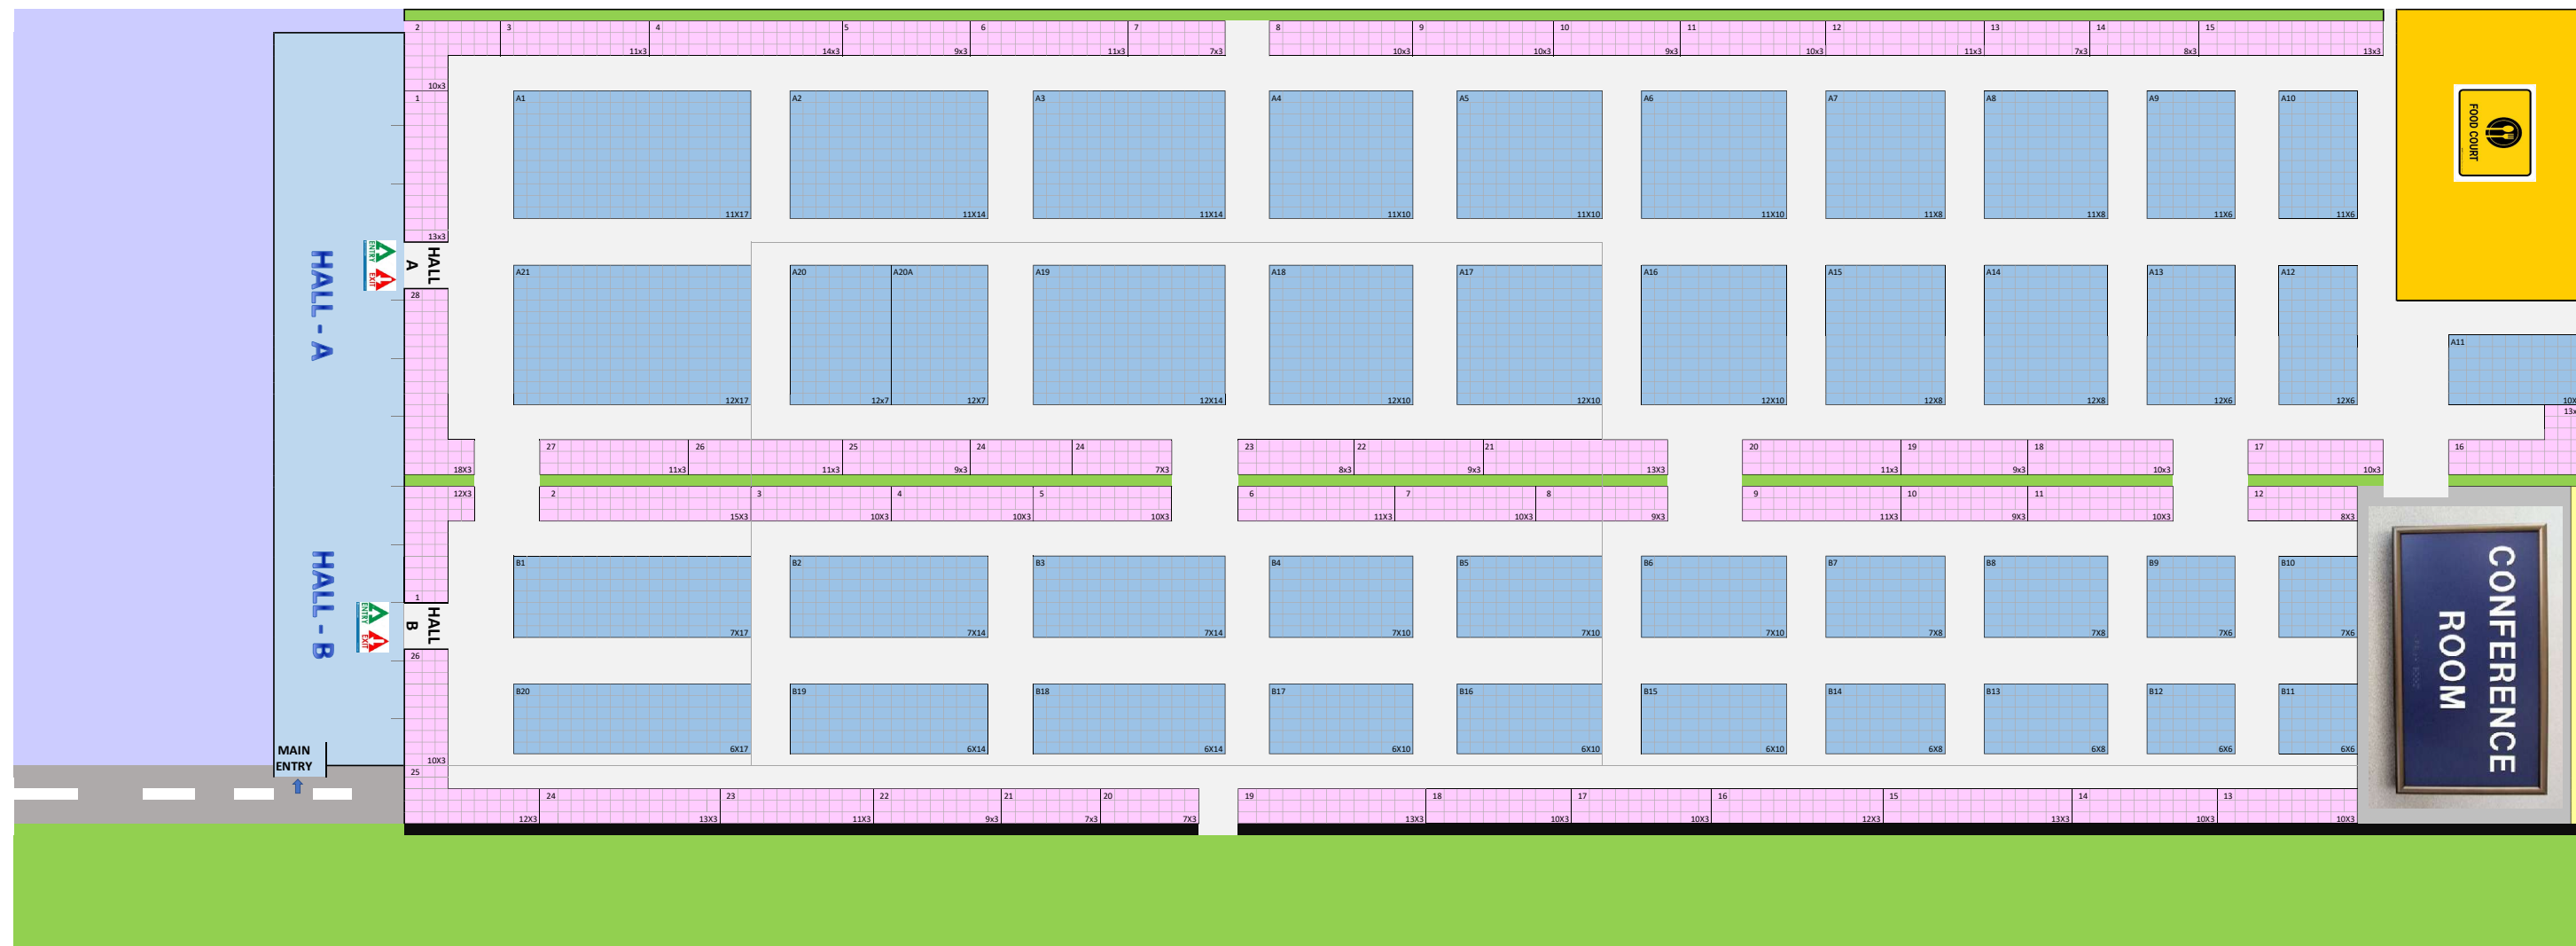 2 3 4 5 6 7 8 9 10 11 12 13 14 15
11x3 14x3 9x3 11x3 7x3 10x3 10x3 9x3 10x3 11x3 7x3 8x3 13x3
10x3
1
A1 A2 A3 A4 A5 A6 A7 A8 A9 A10
FOOD COURT
11X17 11X14 11X14 11X10 11X10 11X10 11X8 11X8 11X6 11X6
13x3
HALL A
ENTRY EXIT
HALL - A
A21 A20 A20A A19 A18 A17 A16 A15 A14 A13 A12
28
A11
12X17 12x7 12X7 12X14 12X10 12X10 12X10 12X8 12X8 12X6 12X6
27 26 25 24 24 23 22 21 20 19 18 17 16
18X3 11x3 11x3 9x3 7X3 8x3 9x3 13X3 11x3 9x3 10x3 10x3
12X3 2 3 4 5 6 7 8 9 10 11 12
15X3 10X3 10X3 10X3 11X3 10X3 9X3 11X3 9X3 10X3 8X3
B1 B2 B3 B4 B5 B6 B7 B8 B9 B10
CONFERENCE
ROOM
HALL - B
1
HALL B
ENTRY EXIT
7X17 7X14 7X14 7X10 7X10 7X10 7X8 7X8 7X6 7X6
26
B20 B19 B18 B17 B16 B15 B14 B13 B12 B11
6X17 6X14 6X14 6X10 6X10 6X10 6X8 6X8 6X6 6X6
MAIN
ENTRY
10X3
25
24 23 22 21 20 19 18 17 16 15 14 13
12X3 13X3 11X3 9x3 7x3 7X3 13X3 10X3 10X3 12X3 13X3 10X3 10X3